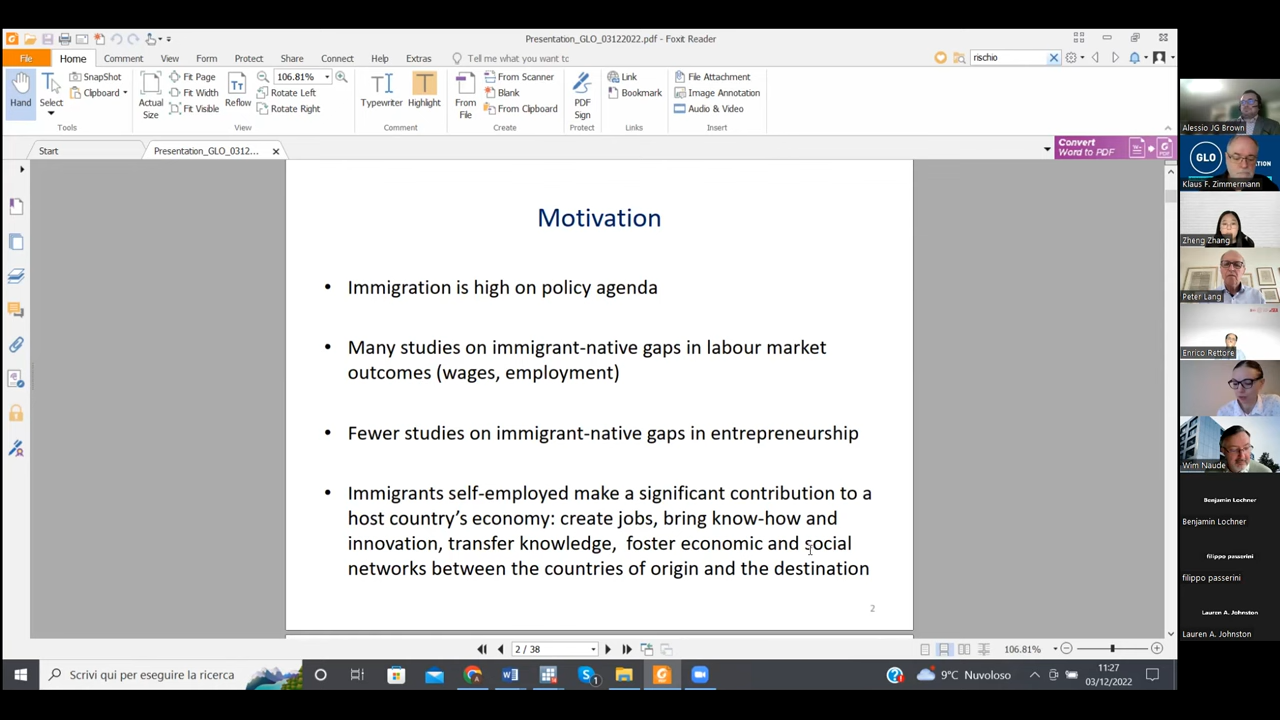 Presentation_GLO_03122022.pdf - Foxit Reader
File Home Comment View Form Protect Share Connect Help Extras Tell me what you want to rischio
Hand Select SnapShot Clipboard Actual Size Fit Page Fit Width Fit Visible Reflow 106.81% Rotate Left Rotate Right Typewriter Highlight From File From Scanner Blank From Clipboard PDF Sign Link Bookmark File Attachment Image Annotation Audio & Video
Tools View Comment Create Protect Links Insert
Start Presentation_GLO_0312... Convert Word to PDF
Motivation
• Immigration is high on policy agenda
• Many studies on immigrant-native gaps in labour market
outcomes (wages, employment)
• Fewer studies on immigrant-native gaps in entrepreneurship
• Immigrants self-employed make a significant contribution to a
host country's economy: create jobs, bring know-how and
innovation, transfer knowledge, foster economic and social
networks between the countries of origin and the destination
2
2 / 38 106.81%
Scrivi qui per eseguire la ricerca 1 9°C Nuvoloso 11:27
03/12/2022
Alessio JG Brown
GLO
Klaus F. Zimmermann
Zheng Zhang
Peter Lang
Enrico Rettore
Wim Naude
Benjamin Lochner
Benjamin Lochner
filippo passerini
filippo passerini
Lauren A. Johnston
Lauren A. Johnston